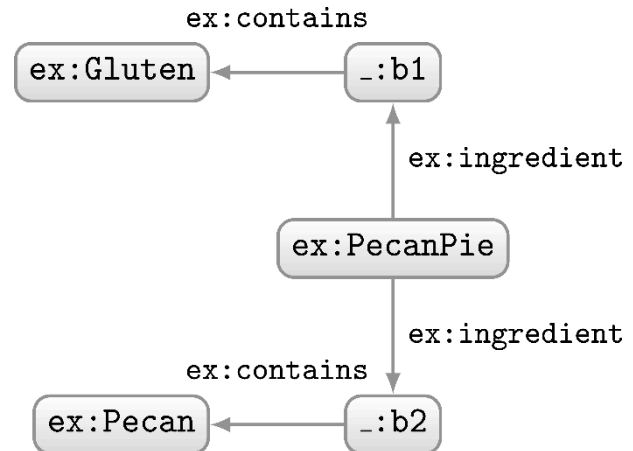 ex:contains
ex:Gluten
_:b1
ex:ingredient
ex:PecanPie
ex:ingredient
ex:contains
ex:Pecan
_:b2